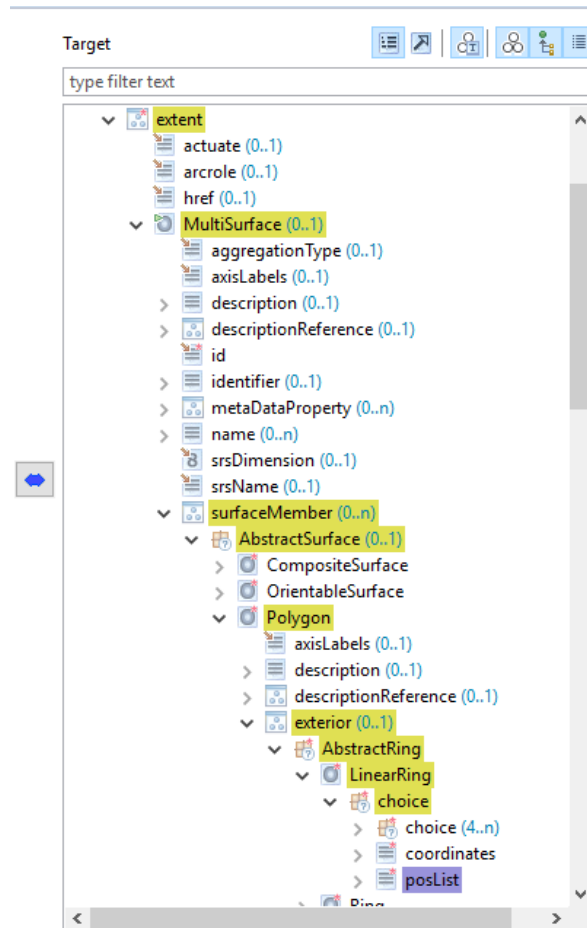 Target
type filter text
extent
actuate (0..1)
arcrole (0..1)
href (0..1)
MultiSurface (0..1)
aggregationType (0..1)
axisLabels (0..1)
description (0..1)
descriptionReference (0..1)
id
identifier (0..1)
metaDataProperty (0..n)
name (0..n)
srsDimension (0..1)
srsName (0..1)
surfaceMember (0..n)
AbstractSurface (0..1)
CompositeSurface
OrientableSurface
Polygon
axisLabels (0..1)
description (0..1)
descriptionReference (0..1)
exterior (0..1)
AbstractRing
LinearRing
choice
choice (4..n)
coordinates
posList
Ring